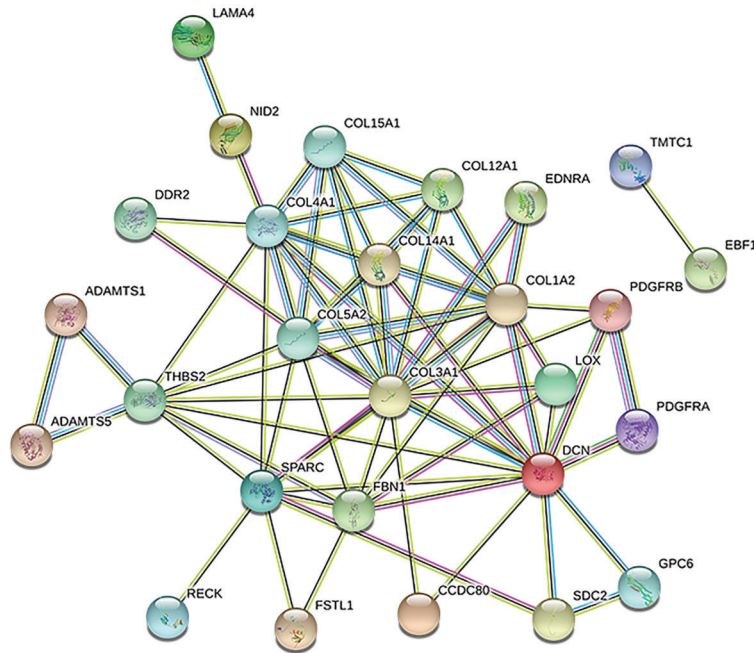 LAMA4
NID2
COL15A1
COL12A1
TMTC1
EDNRA
DDR2
COL4A1
COL14A1
EBF1
COL1A2
PDGFRB
ADAMTS1
COL5A2
LOX
THBS2
COL3A1
PDGFRA
ADAMTS5
DCN
SPARC
FBN1
GPC6
RECK
FSTL1
CCDC80
SDC2